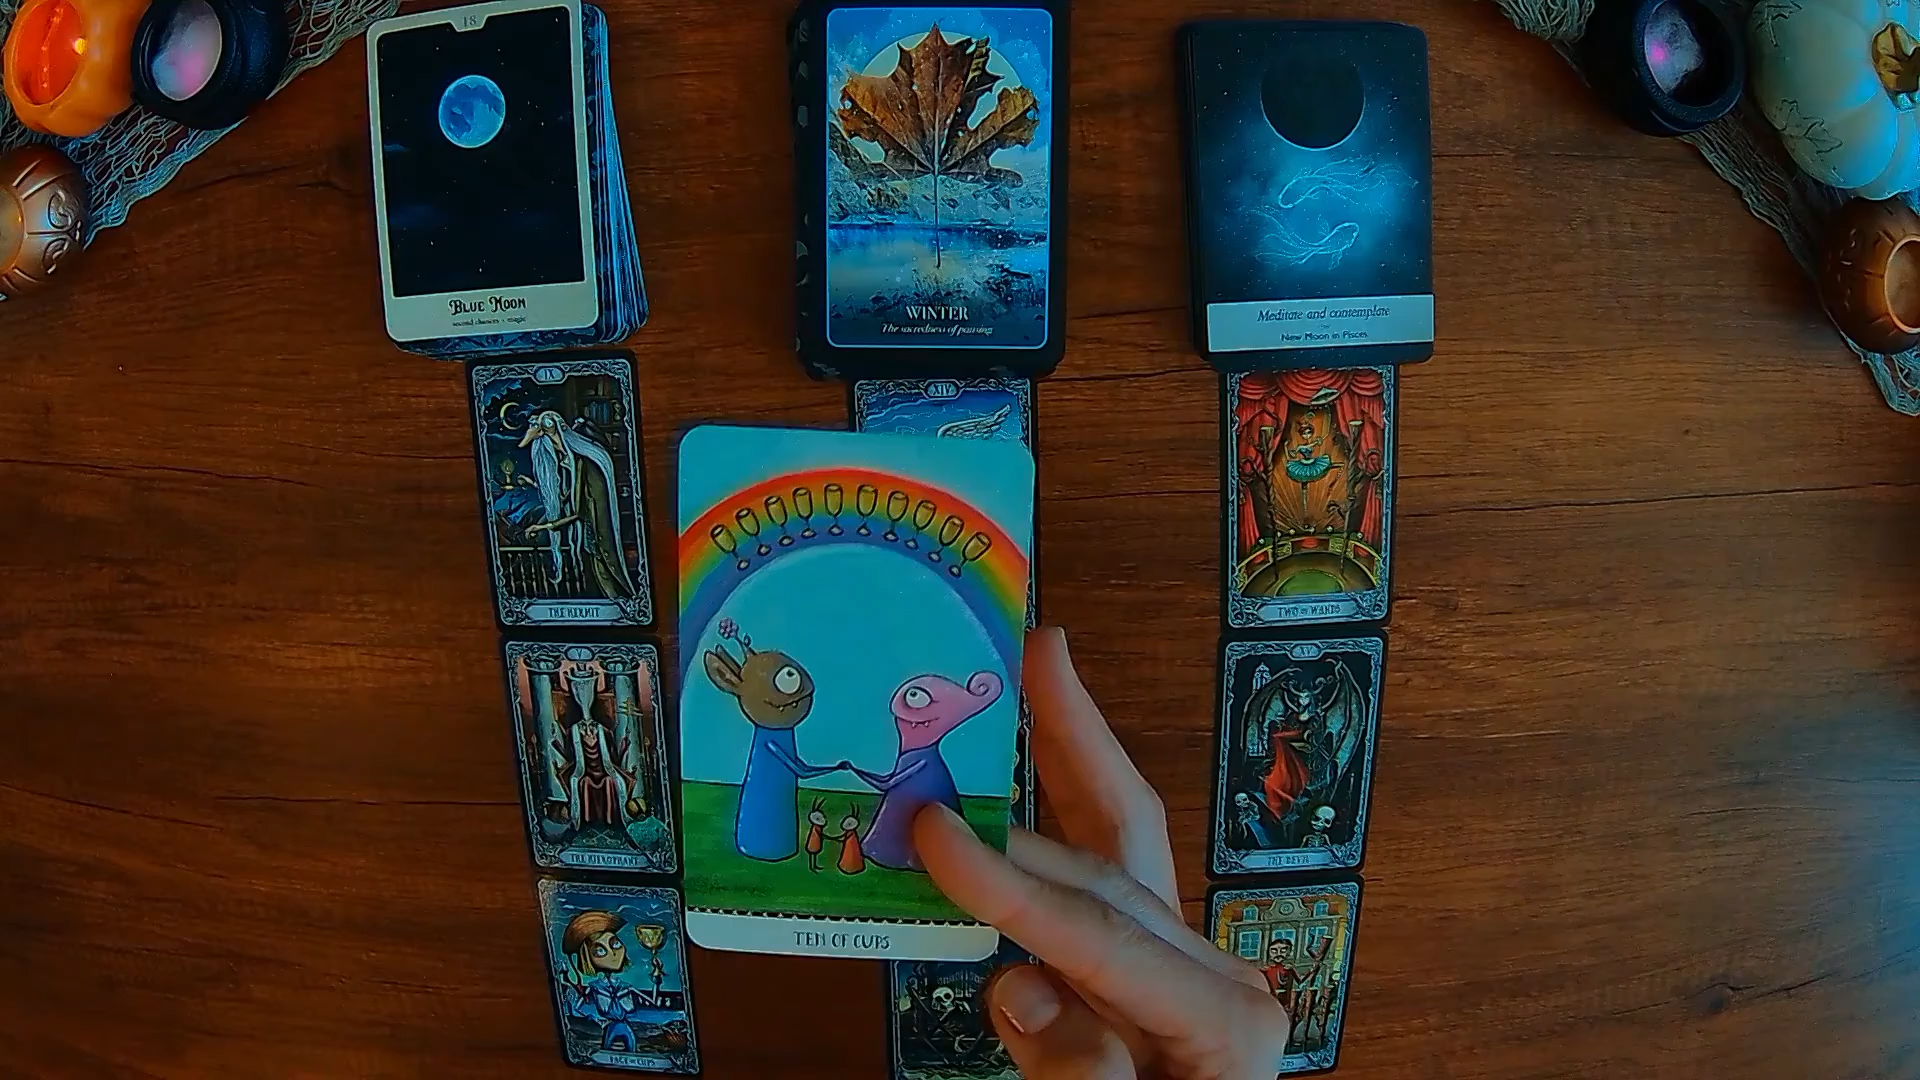 18
BLUE MOON
second chances + magic
WINTER
The sacredness of pausing
Meditate and contemplate
New Moon in Pisces
IX
THE HERMIT
XIV
TWO OF WANDS
V
THE HIEROPHANT
XV
THE DEVIL
TEN OF CUPS
PAGE OF CUPS